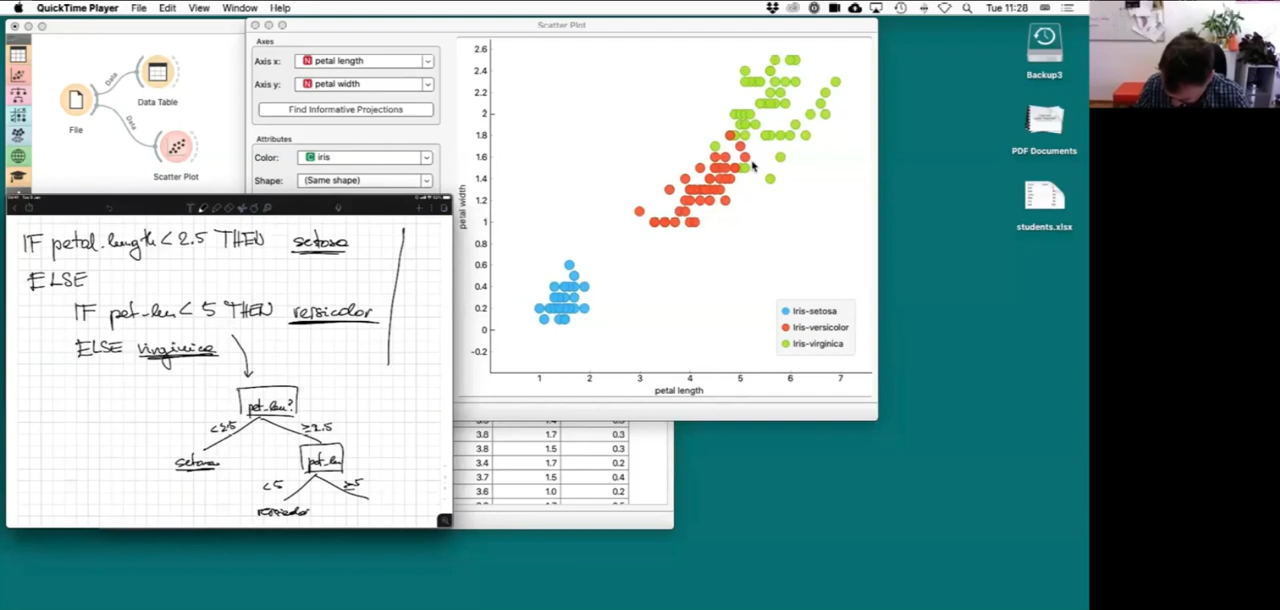 QuickTime Player File Edit View Window Help
Tue 11:28
Scatter Plot
Axes
Axis x: N petal length
Axis y: N petal width
Find Informative Projections
Attributes
Color: C iris
Shape: (Same shape)
File
Data
Data Table
Data
Scatter Plot
IF petal-length < 2.5 THEN setosa
ELSE
IF pet-len < 5 THEN versicolor
ELSE virginica
pet-len?
<2.5
≥2.5
setosa
pet-len
<5
≥5
versicolor
petal width
2.6
2.4
2.2
2
1.8
1.6
1.4
1.2
1
0.8
0.6
0.4
0.2
0
-0.2
1 2 3 4 5 6 7
petal length
Iris-setosa
Iris-versicolor
Iris-virginica
3.8 1.7 0.3
3.8 1.5 0.3
3.4 1.7 0.2
3.7 1.5 0.4
3.6 1.0 0.2
Backup3
PDF Documents
students.xlsx